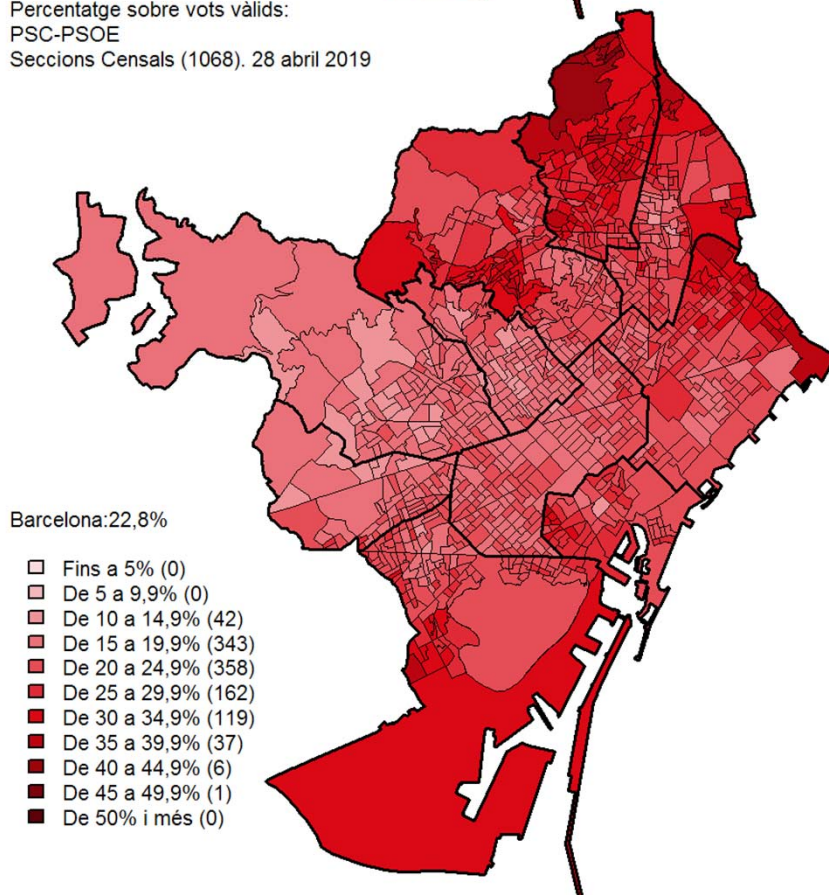 Percentatge sobre vots vàlids:
PSC-PSOE
Seccions Censals (1068). 28 abril 2019
Barcelona:22,8%
Fins a 5% (0)
De 5 a 9,9% (0)
De 10 a 14,9% (42)
De 15 a 19,9% (343)
De 20 a 24,9% (358)
De 25 a 29,9% (162)
De 30 a 34,9% (119)
De 35 a 39,9% (37)
De 40 a 44,9% (6)
De 45 a 49,9% (1)
De 50% i més (0)